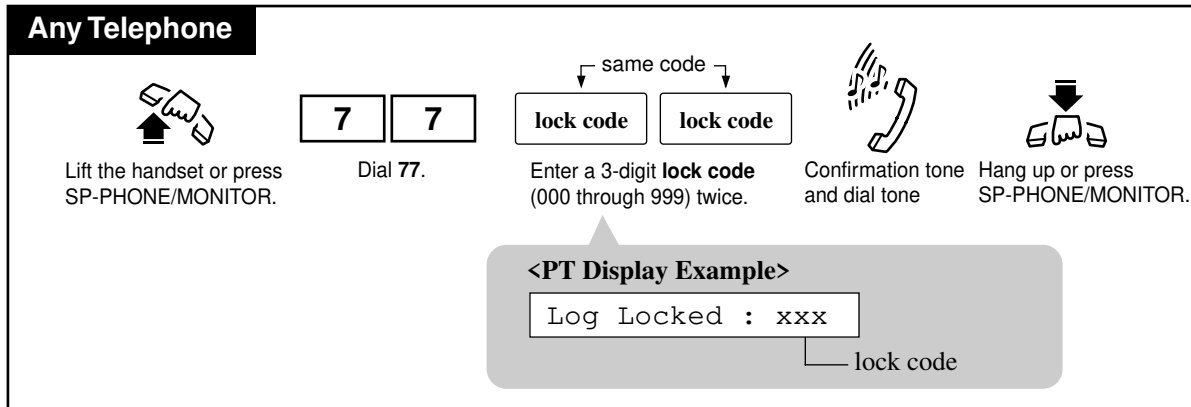 Any Telephone
same code
7 7
lock code lock code
Lift the handset or press
SP-PHONE/MONITOR.
Dial 77.
Enter a 3-digit lock code
(000 through 999) twice.
Confirmation tone
and dial tone
Hang up or press
SP-PHONE/MONITOR.
<PT Display Example>
Log Locked : xxx
lock code